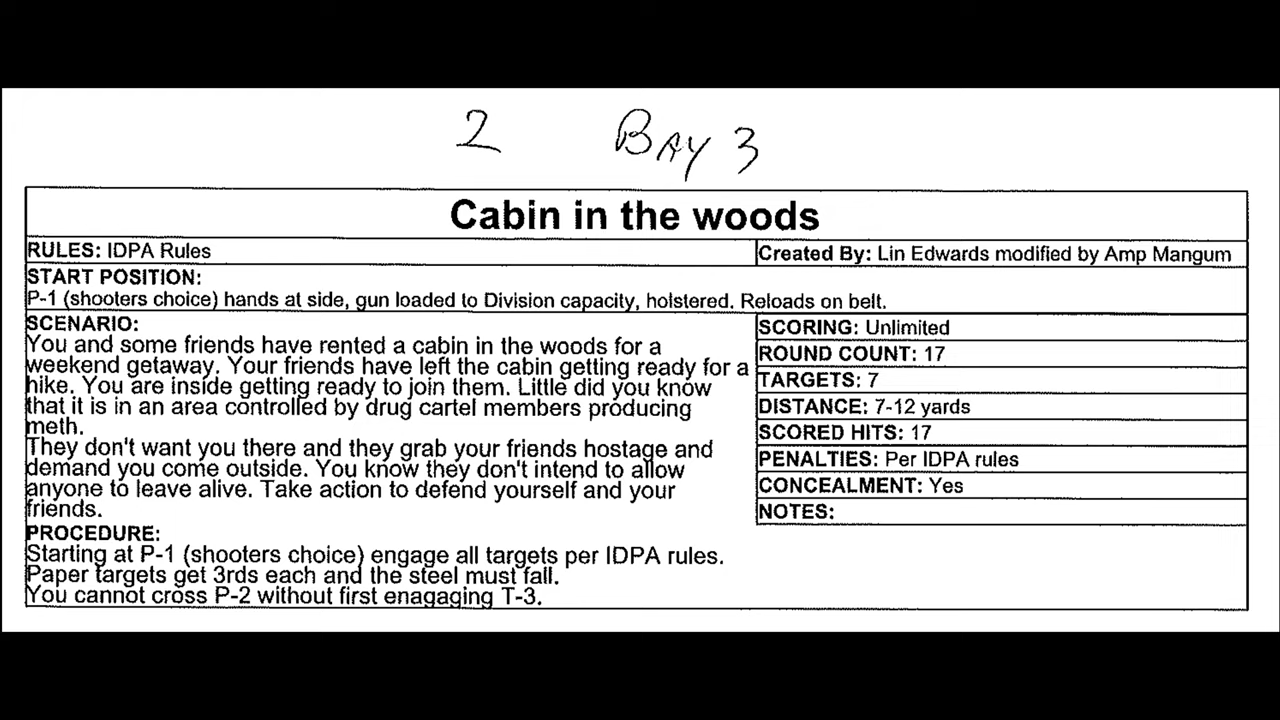 2 BAY 3
Cabin in the woods
RULES: IDPA Rules
Created By: Lin Edwards modified by Amp Mangum
START POSITION:
P-1 (shooters choice) hands at side, gun loaded to Division capacity, holstered. Reloads on belt.
SCENARIO:
You and some friends have rented a cabin in the woods for a
weekend getaway. Your friends have left the cabin getting ready for a
hike. You are inside getting ready to join them. Little did you know
that it is in an area controlled by drug cartel members producing
meth.
They don't want you there and they grab your friends hostage and
demand you come outside. You know they don't intend to allow
anyone to leave alive. Take action to defend yourself and your
friends.
SCORING: Unlimited
ROUND COUNT: 17
TARGETS: 7
DISTANCE: 7-12 yards
SCORED HITS: 17
PENALTIES: Per IDPA rules
CONCEALMENT: Yes
NOTES:
PROCEDURE:
Starting at P-1 (shooters choice) engage all targets per IDPA rules.
Paper targets get 3rds each and the steel must fall.
You cannot cross P-2 without first enagaging T-3.